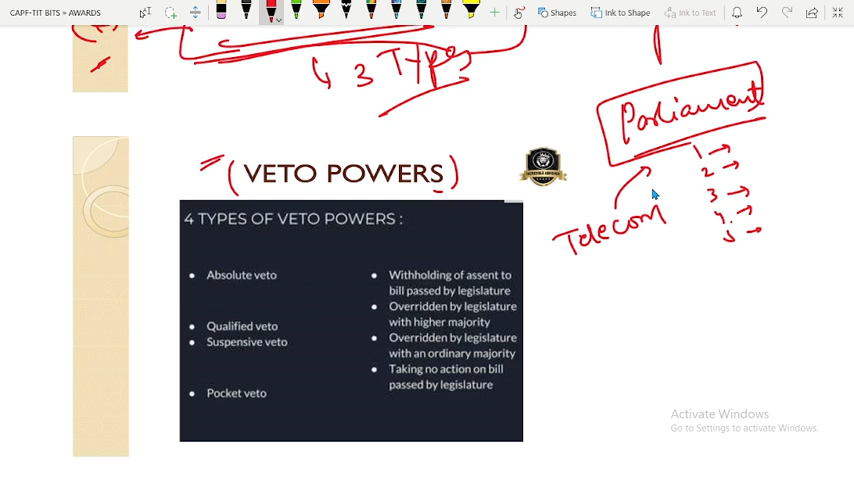 CAPF-TIT BITS » AWARDS
Shapes
Ink to Shape
Ink to Text
Share
↳ 3 Types
Parliament
1 →
2 →
3 →
4. →
5 →
Telecom
( VETO POWERS )
4 TYPES OF VETO POWERS :
• Absolute veto
• Qualified veto
• Suspensive veto
• Pocket veto
• Withholding of assent to
bill passed by legislature
• Overridden by legislature
with higher majority
• Overridden by legislature
with an ordinary majority
• Taking no action on bill
passed by legislature
Activate Windows
Go to Settings to activate Windows.